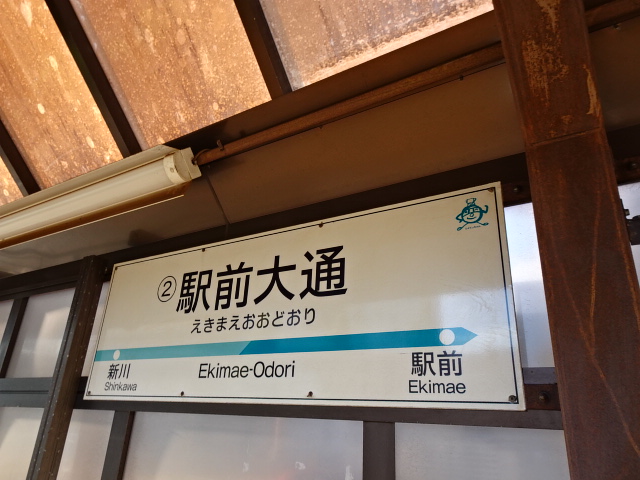 ②駅前大通
えきまえおおどおり
新川
Shinkawa
Ekimae-Odori
駅前
Ekimae